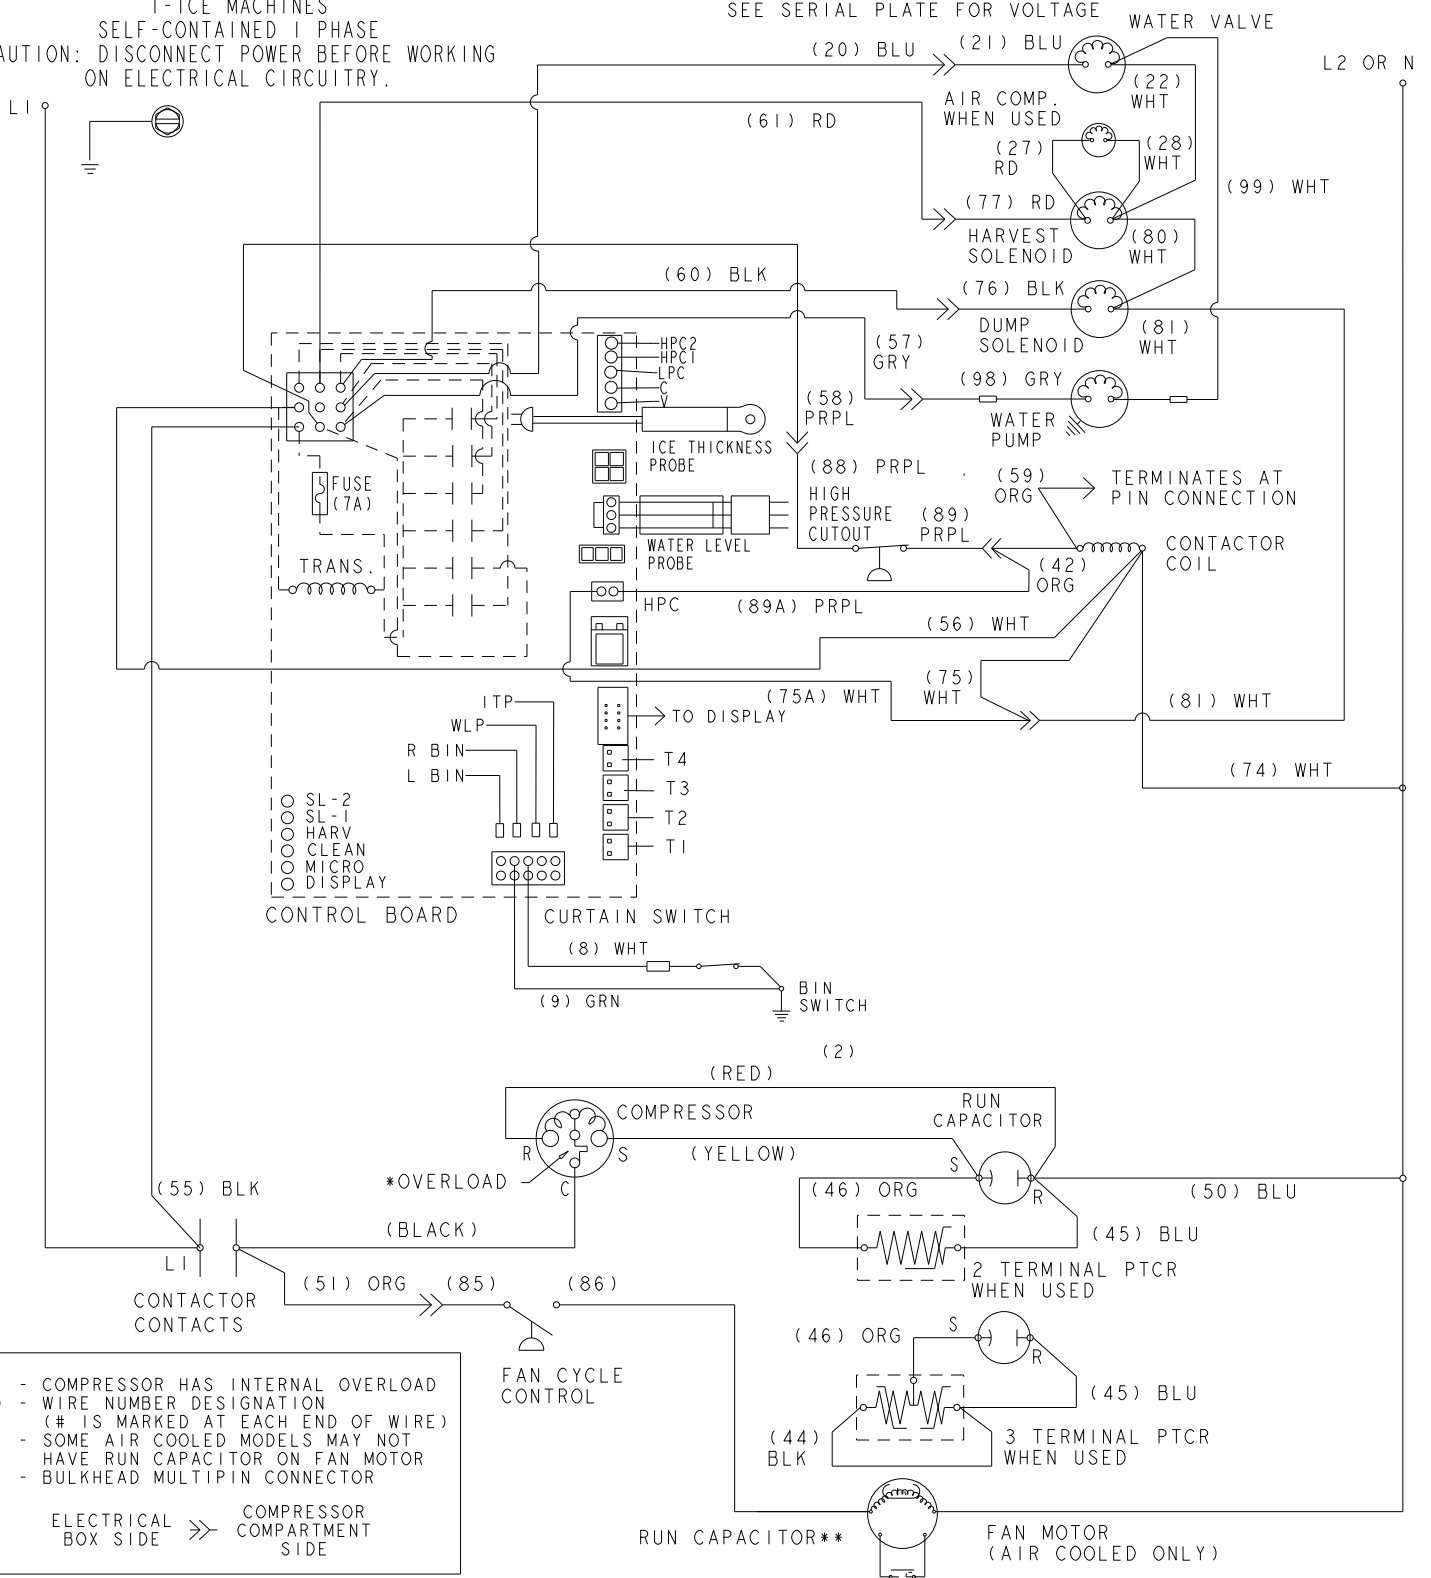 I-ICE MACHINES
SELF-CONTAINED 1 PHASE
AUTION: DISCONNECT POWER BEFORE WORKING
ON ELECTRICAL CIRCUITRY.
SEE SERIAL PLATE FOR VOLTAGE
WATER VALVE
L2 OR N
L1
(20) BLU
(21) BLU
(22)
WHT
AIR COMP.
WHEN USED
(61) RD
(27)
RD
(28)
WHT
(99) WHT
(77) RD
HARVEST
SOLENOID
(80)
WHT
(60) BLK
(76) BLK
DUMP
SOLENOID
(81)
WHT
(57)
GRY
(98) GRY
WATER
PUMP
HPC2
HPC1
LPC
C
V
(58)
PRPL
ICE THICKNESS
PROBE
(88) PRPL
(59)
ORG
TERMINATES AT
PIN CONNECTION
FUSE
(7A)
HIGH
PRESSURE
CUTOUT
(89)
PRPL
WATER LEVEL
PROBE
CONTACTOR
COIL
(42)
ORG
TRANS.
HPC
(89A) PRPL
(56) WHT
(75)
WHT
(75A) WHT
(81) WHT
ITP
WLP
R BIN
L BIN
TO DISPLAY
T4
T3
T2
T1
(74) WHT
SL-2
SL-1
HARV
CLEAN
MICRO
DISPLAY
CONTROL BOARD
CURTAIN SWITCH
(8) WHT
(9) GRN
BIN
SWITCH
(2)
(RED)
COMPRESSOR
RUN
CAPACITOR
R
S
C
*OVERLOAD
(YELLOW)
S
R
(46) ORG
(50) BLU
(55) BLK
(BLACK)
(45) BLU
L1
2 TERMINAL PTCR
WHEN USED
(51) ORG
(85)
(86)
CONTACTOR
CONTACTS
S
R
(46) ORG
FAN CYCLE
CONTROL
(45) BLU
(44)
BLK
3 TERMINAL PTCR
WHEN USED
- COMPRESSOR HAS INTERNAL OVERLOAD
) - WIRE NUMBER DESIGNATION
(# IS MARKED AT EACH END OF WIRE)
- SOME AIR COOLED MODELS MAY NOT
HAVE RUN CAPACITOR ON FAN MOTOR
- BULKHEAD MULTIPIN CONNECTOR
ELECTRICAL
BOX SIDE
COMPRESSOR
COMPARTMENT
SIDE
RUN CAPACITOR**
FAN MOTOR
(AIR COOLED ONLY)